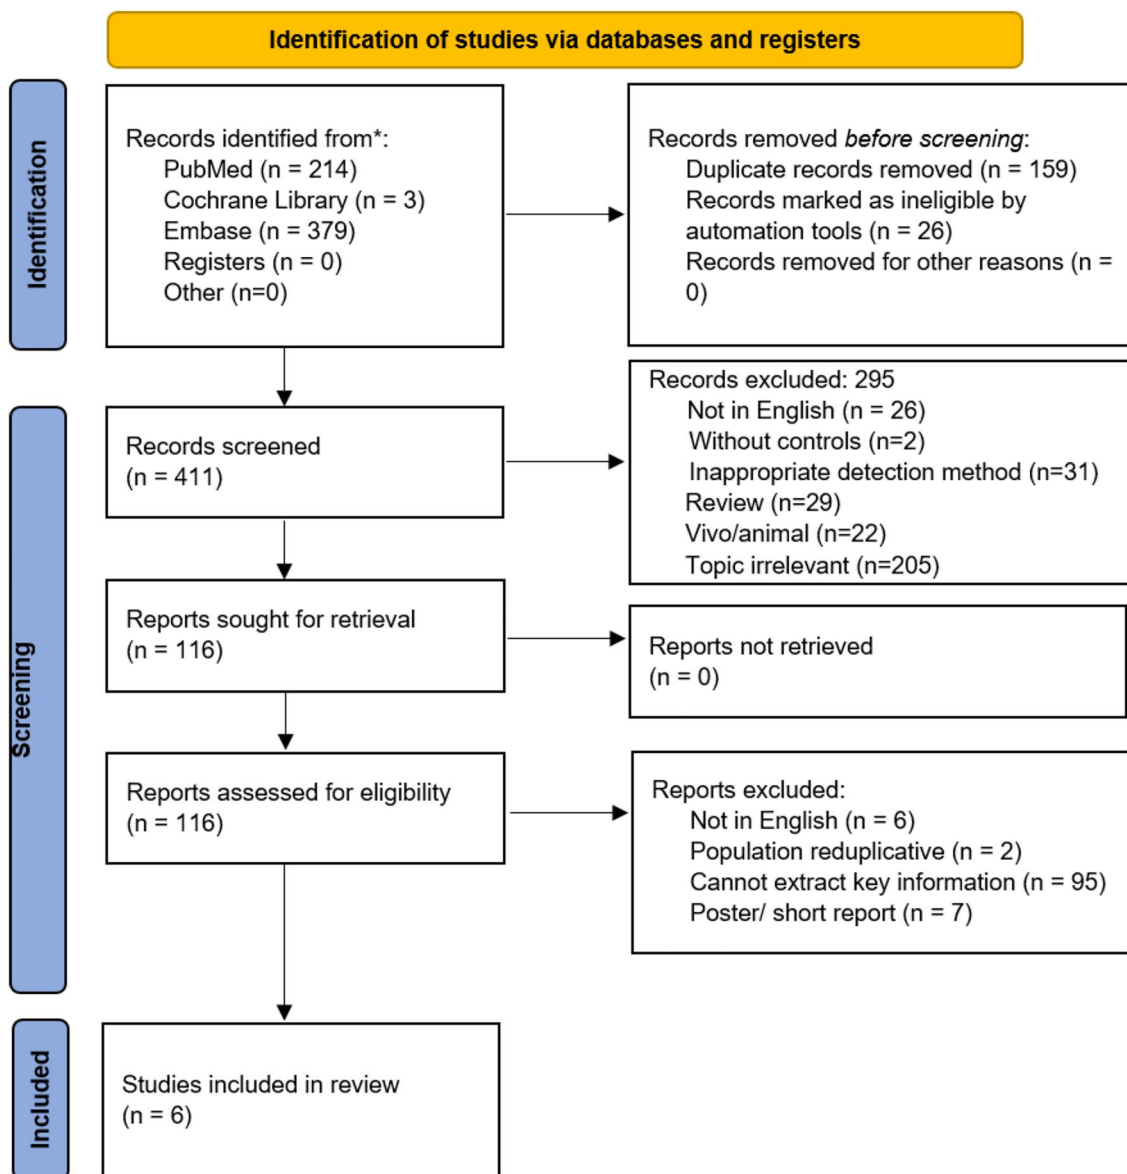 Identification of studies via databases and registers
Identification
Records identified from*:
PubMed (n = 214)
Cochrane Library (n = 3)
Embase (n = 379)
Registers (n = 0)
Other (n=0)
Records removed before screening:
Duplicate records removed (n = 159)
Records marked as ineligible by
automation tools (n = 26)
Records removed for other reasons (n =
0)
Screening
Records screened
(n = 411)
Records excluded: 295
Not in English (n = 26)
Without controls (n=2)
Inappropriate detection method (n=31)
Review (n=29)
Vivo/animal (n=22)
Topic irrelevant (n=205)
Reports sought for retrieval
(n = 116)
Reports not retrieved
(n = 0)
Reports assessed for eligibility
(n = 116)
Reports excluded:
Not in English (n = 6)
Population reduplicative (n = 2)
Cannot extract key information (n = 95)
Poster/ short report (n = 7)
Included
Studies included in review
(n = 6)